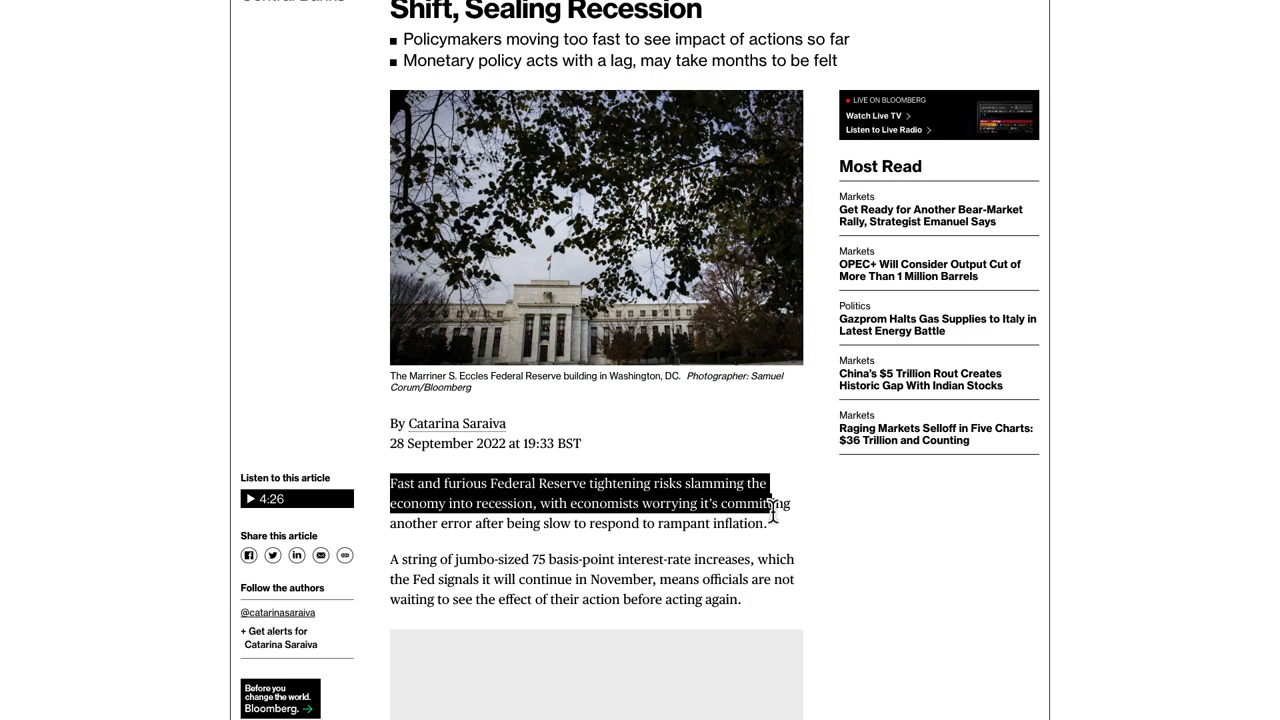 Shift, Sealing Recession
Policymakers moving too fast to see impact of actions so far
Monetary policy acts with a lag, may take months to be felt
LIVE ON BLOOMBERG
Watch Live TV
Listen to Live Radio
Most Read
Markets
Get Ready for Another Bear-Market
Rally, Strategist Emanuel Says
Markets
OPEC+ Will Consider Output Cut of
More Than 1 Million Barrels
Politics
Gazprom Halts Gas Supplies to Italy in
Latest Energy Battle
Markets
China's $5 Trillion Rout Creates
Historic Gap With Indian Stocks
Markets
Raging Markets Selloff in Five Charts:
$36 Trillion and Counting
The Marriner S. Eccles Federal Reserve building in Washington, DC. Photographer: Samuel
Corum/Bloomberg
By Catarina Saraiva
28 September 2022 at 19:33 BST
Listen to this article
4:26
Share this article
Follow the authors
@catarinasaraiva
+ Get alerts for
Catarina Saraiva
Before you
change the world.
Bloomberg.
Fast and furious Federal Reserve tightening risks slamming the
economy into recession, with economists worrying it's committing
another error after being slow to respond to rampant inflation.
A string of jumbo-sized 75 basis-point interest-rate increases, which
the Fed signals it will continue in November, means officials are not
waiting to see the effect of their action before acting again.